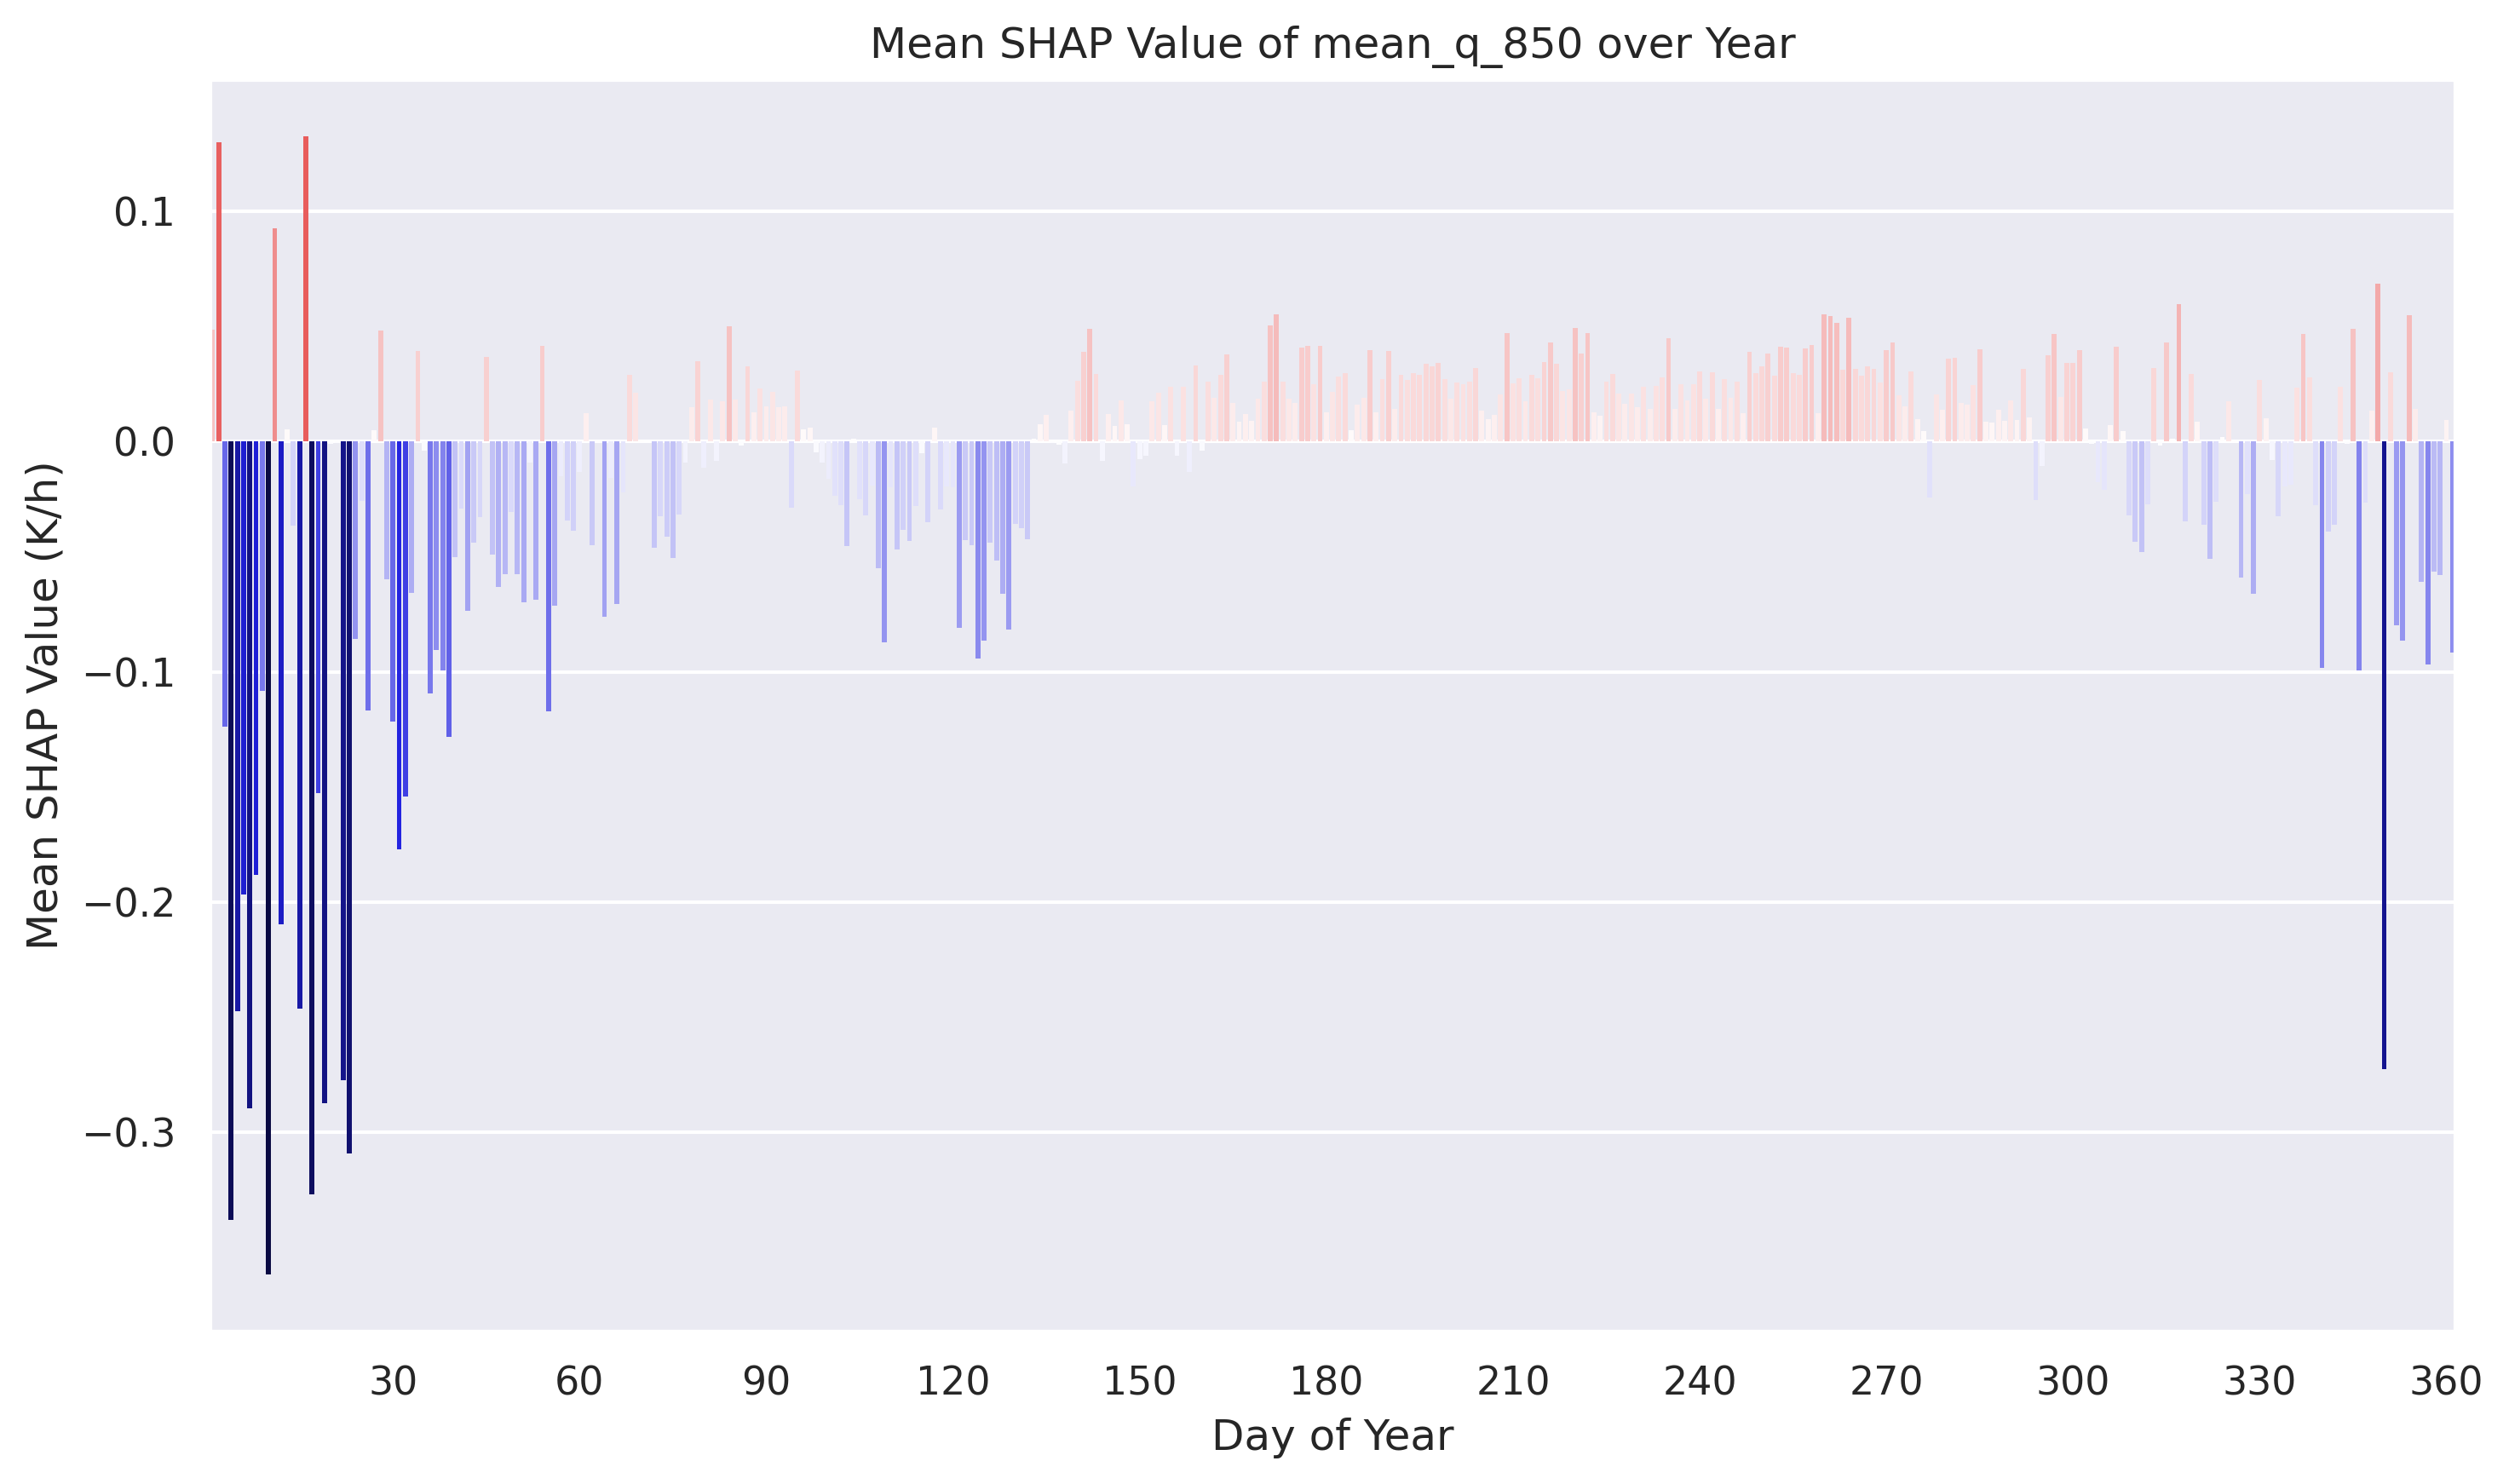 Mean SHAP Value of mean_q_850 over Year
Mean SHAP Value (K/h)
0.1
0.0
−0.1
−0.2
−0.3
30 60 90 120 150 180 210 240 270 300 330 360
Day of Year